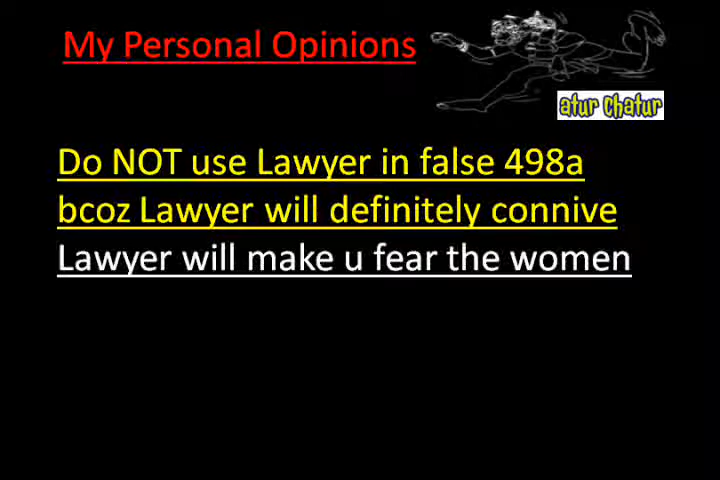 My Personal Opinions
atur chatur
Do NOT use Lawyer in false 498a
bcoz Lawyer will definitely connive
Lawyer will make u fear the women